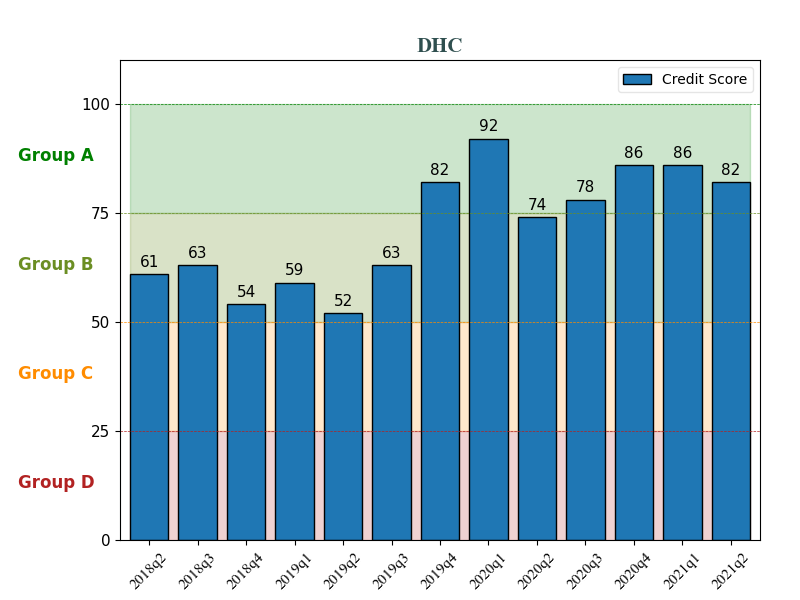 DHC
Credit Score
100
75
50
25
0
Group A
Group B
Group C
Group D
61
63
54
59
52
63
82
92
74
78
86
86
82
2018q2
2018q3
2018q4
2019q1
2019q2
2019q3
2019q4
2020q1
2020q2
2020q3
2020q4
2021q1
2021q2